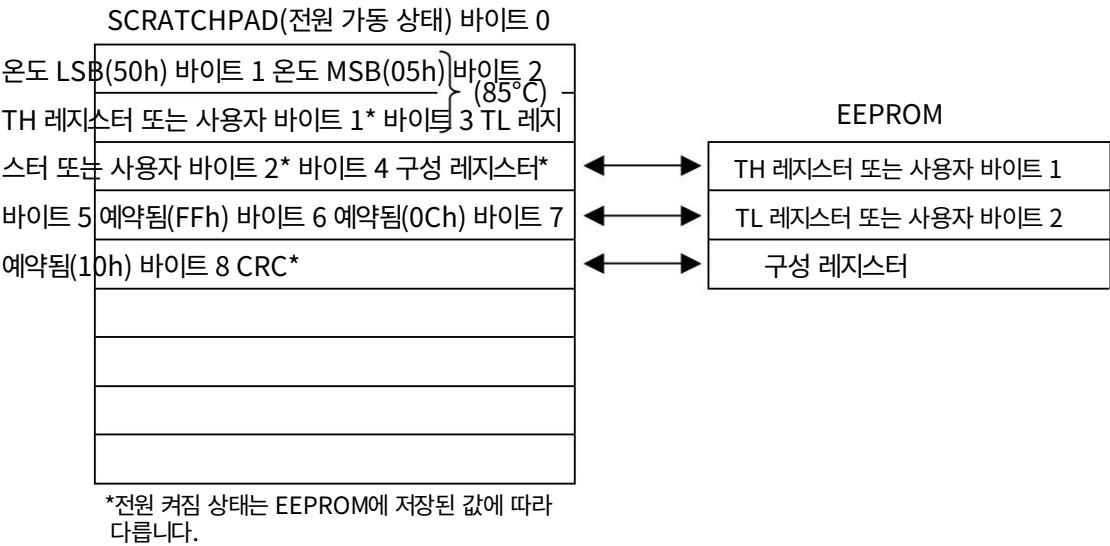 SCRATCHPAD(전원 가동 상태) 바이트 0
온도 LSB(50h) 바이트 1 온도 MSB(05h) 바이트 2
(85°C)
TH 레지스터 또는 사용자 바이트 1* 바이트 3 TL 레지
스터 또는 사용자 바이트 2* 바이트 4 구성 레지스터*
바이트 5 예약됨(FFh) 바이트 6 예약됨(0Ch) 바이트 7
예약됨(10h) 바이트 8 CRC*
*전원 켜짐 상태는 EEPROM에 저장된 값에 따라
다릅니다.
EEPROM
TH 레지스터 또는 사용자 바이트 1
TL 레지스터 또는 사용자 바이트 2
구성 레지스터